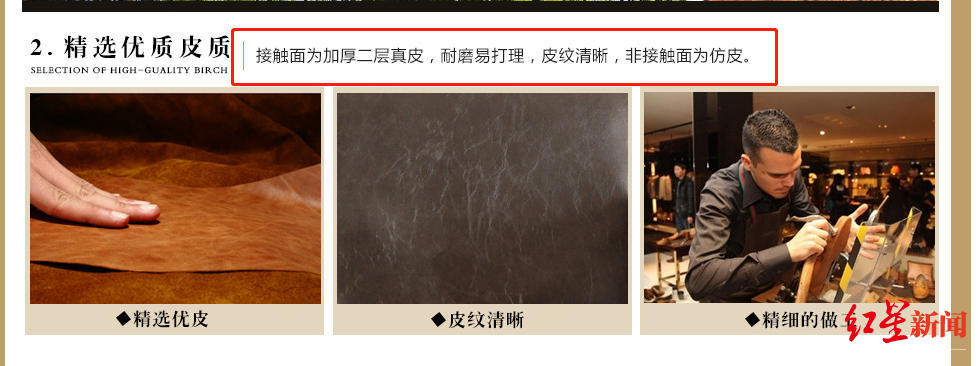 2. 精选优质皮质
接触面为加厚二层真皮，耐磨易打理，皮纹清晰，非接触面为仿皮。
SELECTION OF HIGH-GUALITY BIRCH
◆精选优皮
◆皮纹清晰
◆精细的做工
红星新闻